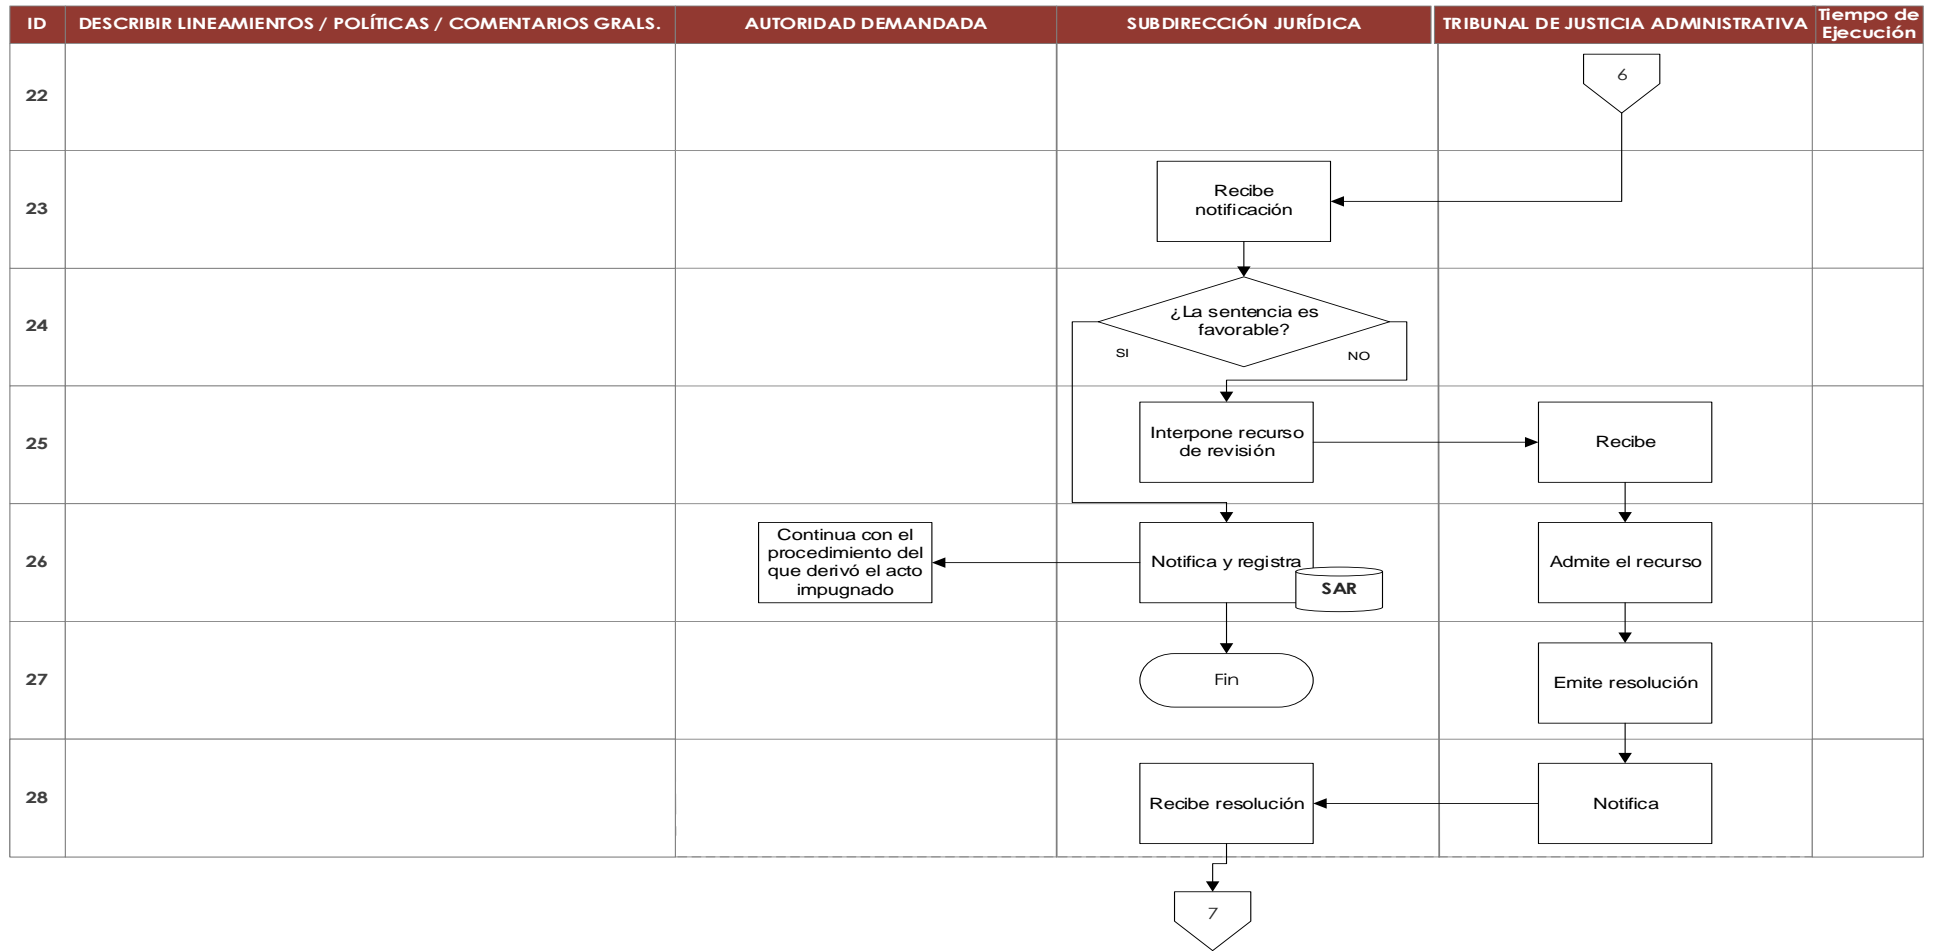 ID
DESCRIBIR LINEAMIENTOS / POLÍTICAS / COMENTARIOS GRALS.
AUTORIDAD DEMANDADA
SUBDIRECCIÓN JURÍDICA
TRIBUNAL DE JUSTICIA ADMINISTRATIVA
Tiempo de
Ejecución
22
6
23
Recibe
notificación
24
¿La sentencia es
favorable?
SI
NO
25
Interpone recurso
de revisión
Recibe
26
Continua con el
procedimiento del
que derivó el acto
impugnado
Notifica y registra
SAR
Admite el recurso
27
Fin
Emite resolución
28
Recibe resolución
Notifica
7